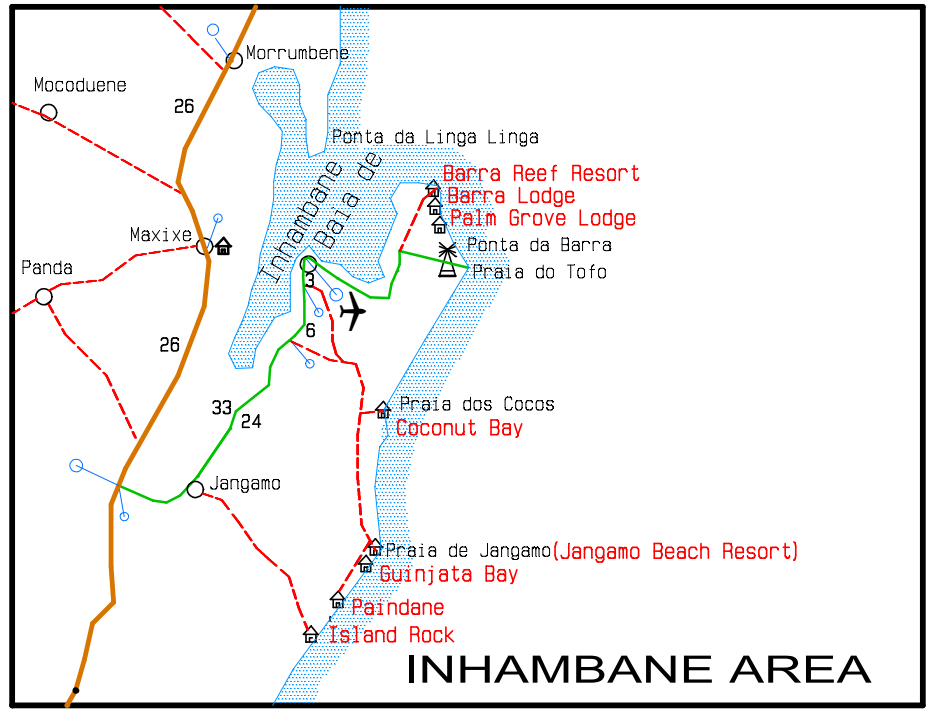 Morrumbene
Mocoduene
26
Ponta da Linga Linga
Barra Reef Resort
Barra Lodge
Palm Grove Lodge
Baia de
Inhambane
Maxixe
Ponta da Barra
Praia do Tofo
Panda
3
6
26
33
24
Praia dos Cocos
Coconut Bay
Jangamo
Praia de Jangamo(Jangamo Beach Resort)
Guinjata Bay
Paindane
Island Rock
INHAMBANE AREA